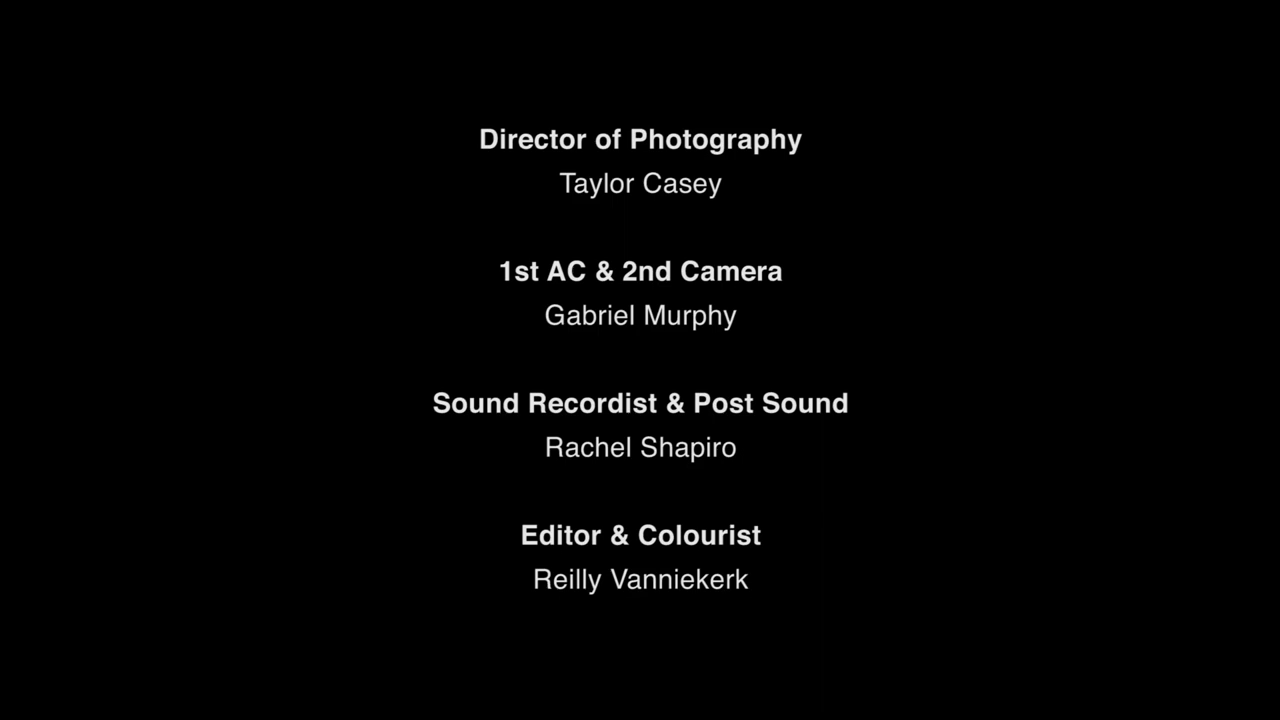 Director of Photography
Taylor Casey
1st AC & 2nd Camera
Gabriel Murphy
Sound Recordist & Post Sound
Rachel Shapiro
Editor & Colourist
Reilly Vanniekerk